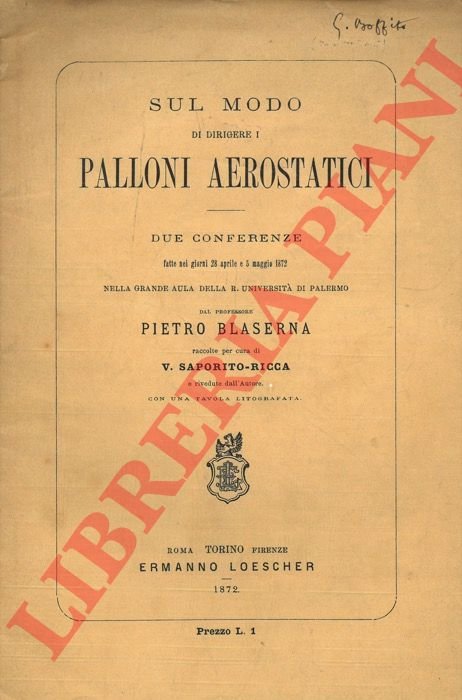 G. Boffito
SUL MODO
DI DIRIGERE I
PALLONI AEROSTATICI
DUE CONFERENZE
fatte nei giorni 28 aprile e 5 maggio 1872
NELLA GRANDE AULA DELLA R. UNIVERSITÀ DI PALERMO
DAL PROFESSORE
PIETRO BLASERNA
raccolte per cura di
V. SAPORITO-RICCA
e rivedute dall'Autore.
CON UNA TAVOLA LITOGRAFATA.
ROMA TORINO FIRENZE
ERMANNO LOESCHER
1872.
Prezzo L. 1
LIBRERIA PIANI